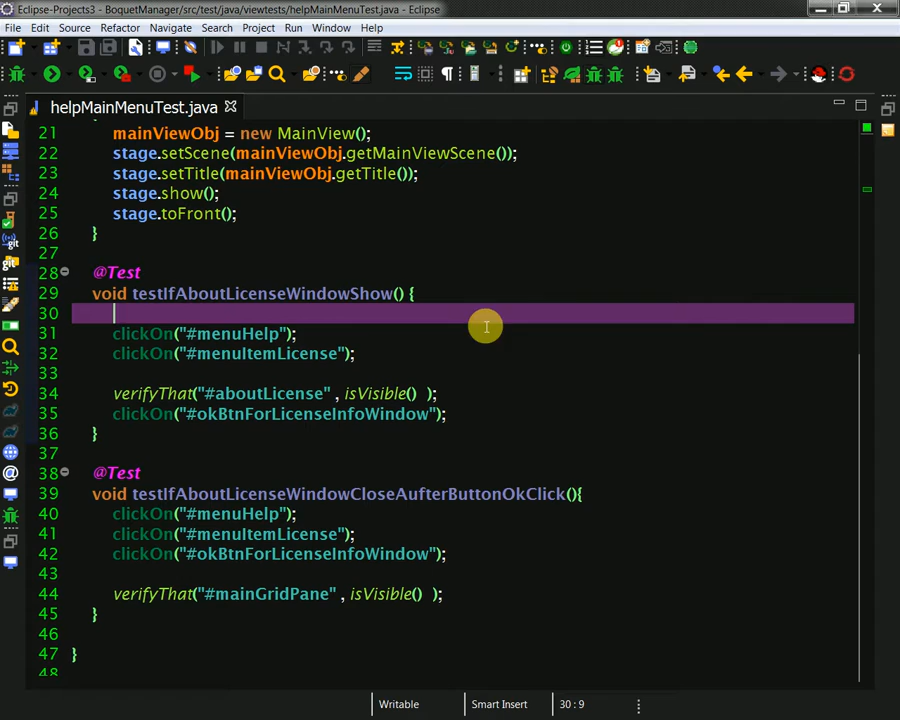 Eclipse-Projects3 - BoquetManager/src/test/java/viewtests/helpMainMenuTest.java - Eclipse
File Edit Source Refactor Navigate Search Project Run Window Help
helpMainMenuTest.java
21 mainViewObj = new MainView();
22 stage.setScene(mainViewObj.getMainViewScene());
23 stage.setTitle(mainViewObj.getTitle());
24 stage.show();
25 stage.toFront();
26 }
27
28 @Test
29 void testIfAboutLicenseWindowShow() {
30
31 clickOn("#menuHelp");
32 clickOn("#menuItemLicense");
33
34 verifyThat("#aboutLicense" , isVisible() );
35 clickOn("#okBtnForLicenseInfoWindow");
36 }
37
38 @Test
39 void testIfAboutLicenseWindowCloseAufterButtonOkClick(){
40 clickOn("#menuHelp");
41 clickOn("#menuItemLicense");
42 clickOn("#okBtnForLicenseInfoWindow");
43
44 verifyThat("#mainGridPane" , isVisible() );
45 }
46
47 }
48
Writable Smart Insert 30 : 9